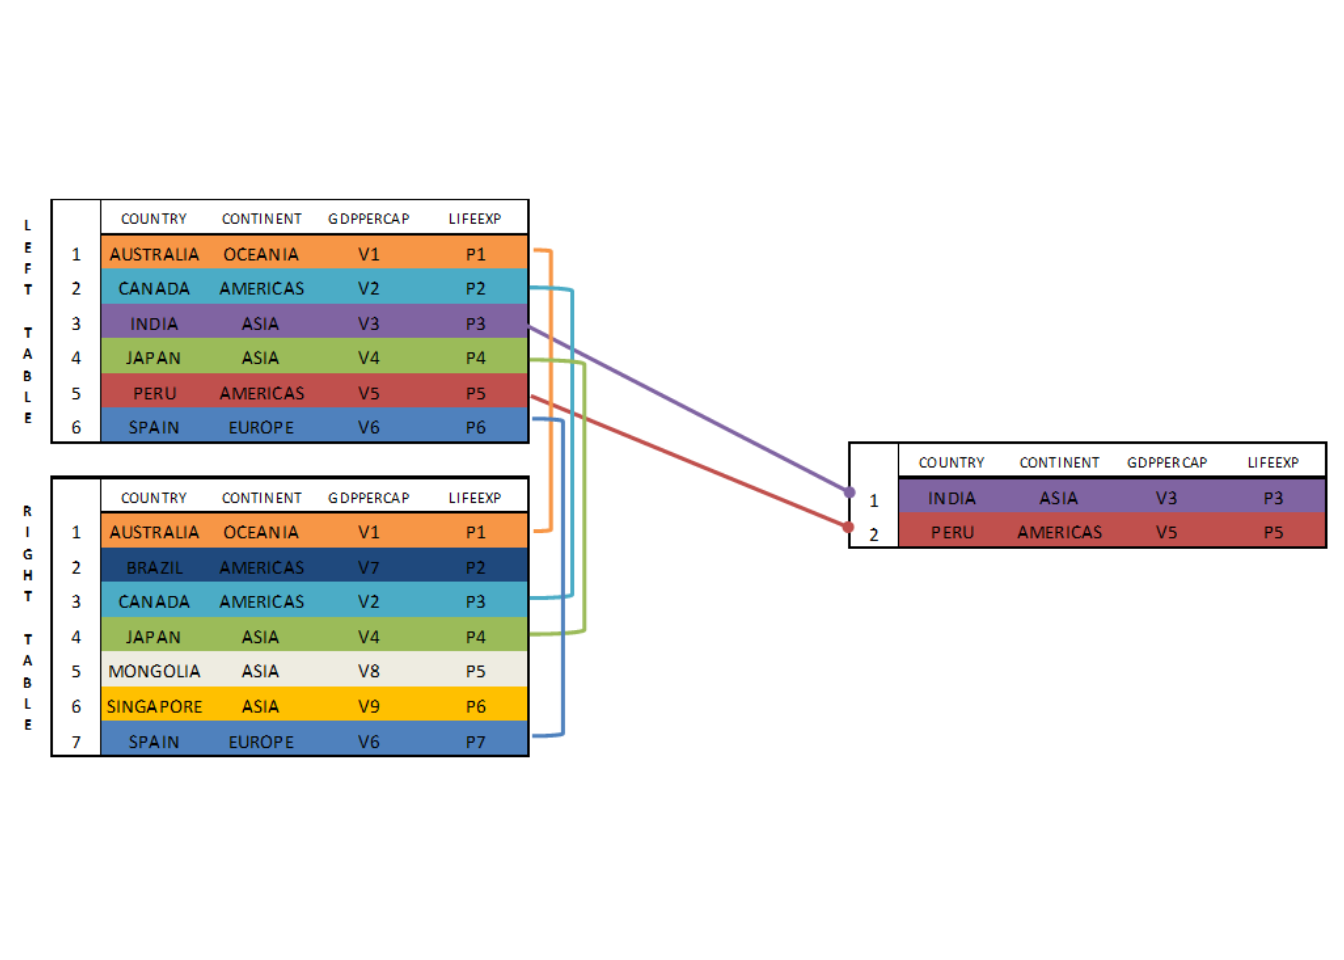 LEFT TABLE
COUNTRY CONTINENT GDPPERCAP LIFEEXP
1 AUSTRALIA OCEANIA V1 P1
2 CANADA AMERICAS V2 P2
3 INDIA ASIA V3 P3
4 JAPAN ASIA V4 P4
5 PERU AMERICAS V5 P5
6 SPAIN EUROPE V6 P6
RIGHT TABLE
COUNTRY CONTINENT GDPPERCAP LIFEEXP
1 AUSTRALIA OCEANIA V1 P1
2 BRAZIL AMERICAS V7 P2
3 CANADA AMERICAS V2 P3
4 JAPAN ASIA V4 P4
5 MONGOLIA ASIA V8 P5
6 SINGAPORE ASIA V9 P6
7 SPAIN EUROPE V6 P7
COUNTRY CONTINENT GDPPERCAP LIFEEXP
1 INDIA ASIA V3 P3
2 PERU AMERICAS V5 P5